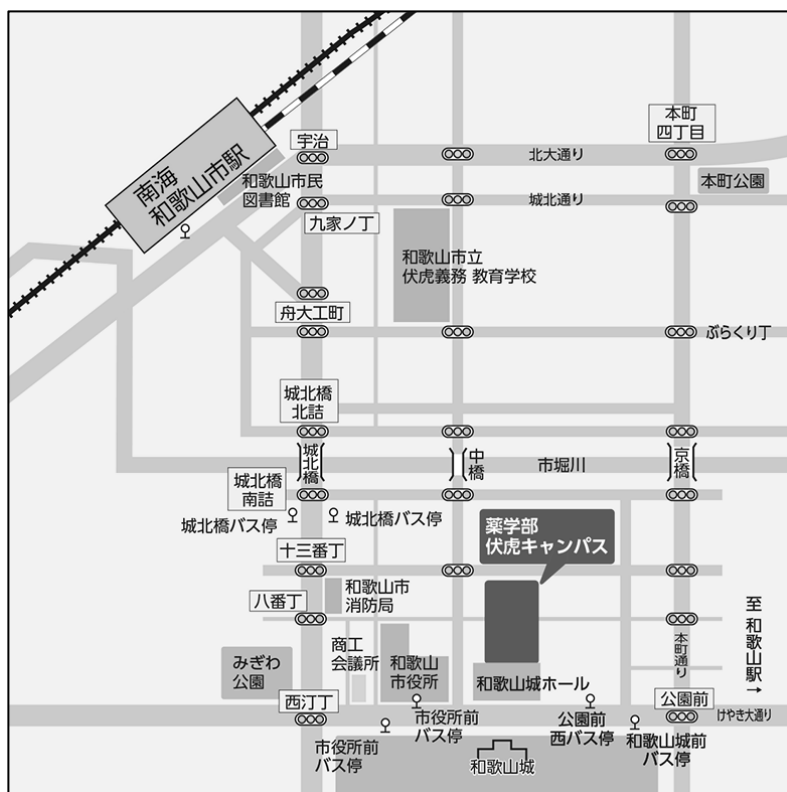 本町
四丁目
宇治
北大通り
南海
和歌山市駅
和歌山市民
図書館
城北通り
本町公園
九家ノ丁
和歌山市立
伏虎義務 教育学校
舟大工町
ぶらくり丁
城北橋
北詰
城北橋
中橋
市堀川
京橋
城北橋
南詰
城北橋バス停
城北橋バス停
薬学部
伏虎キャンパス
十三番丁
和歌山市
消防局
八番丁
至 和歌山駅→
本町通り
みぎわ
公園
商工
会議所
和歌山
市役所
和歌山城ホール
西汀丁
公園前
けやき大通り
市役所前
バス停
市役所前
バス停
公園前
西バス停
和歌山城前
バス停
和歌山城